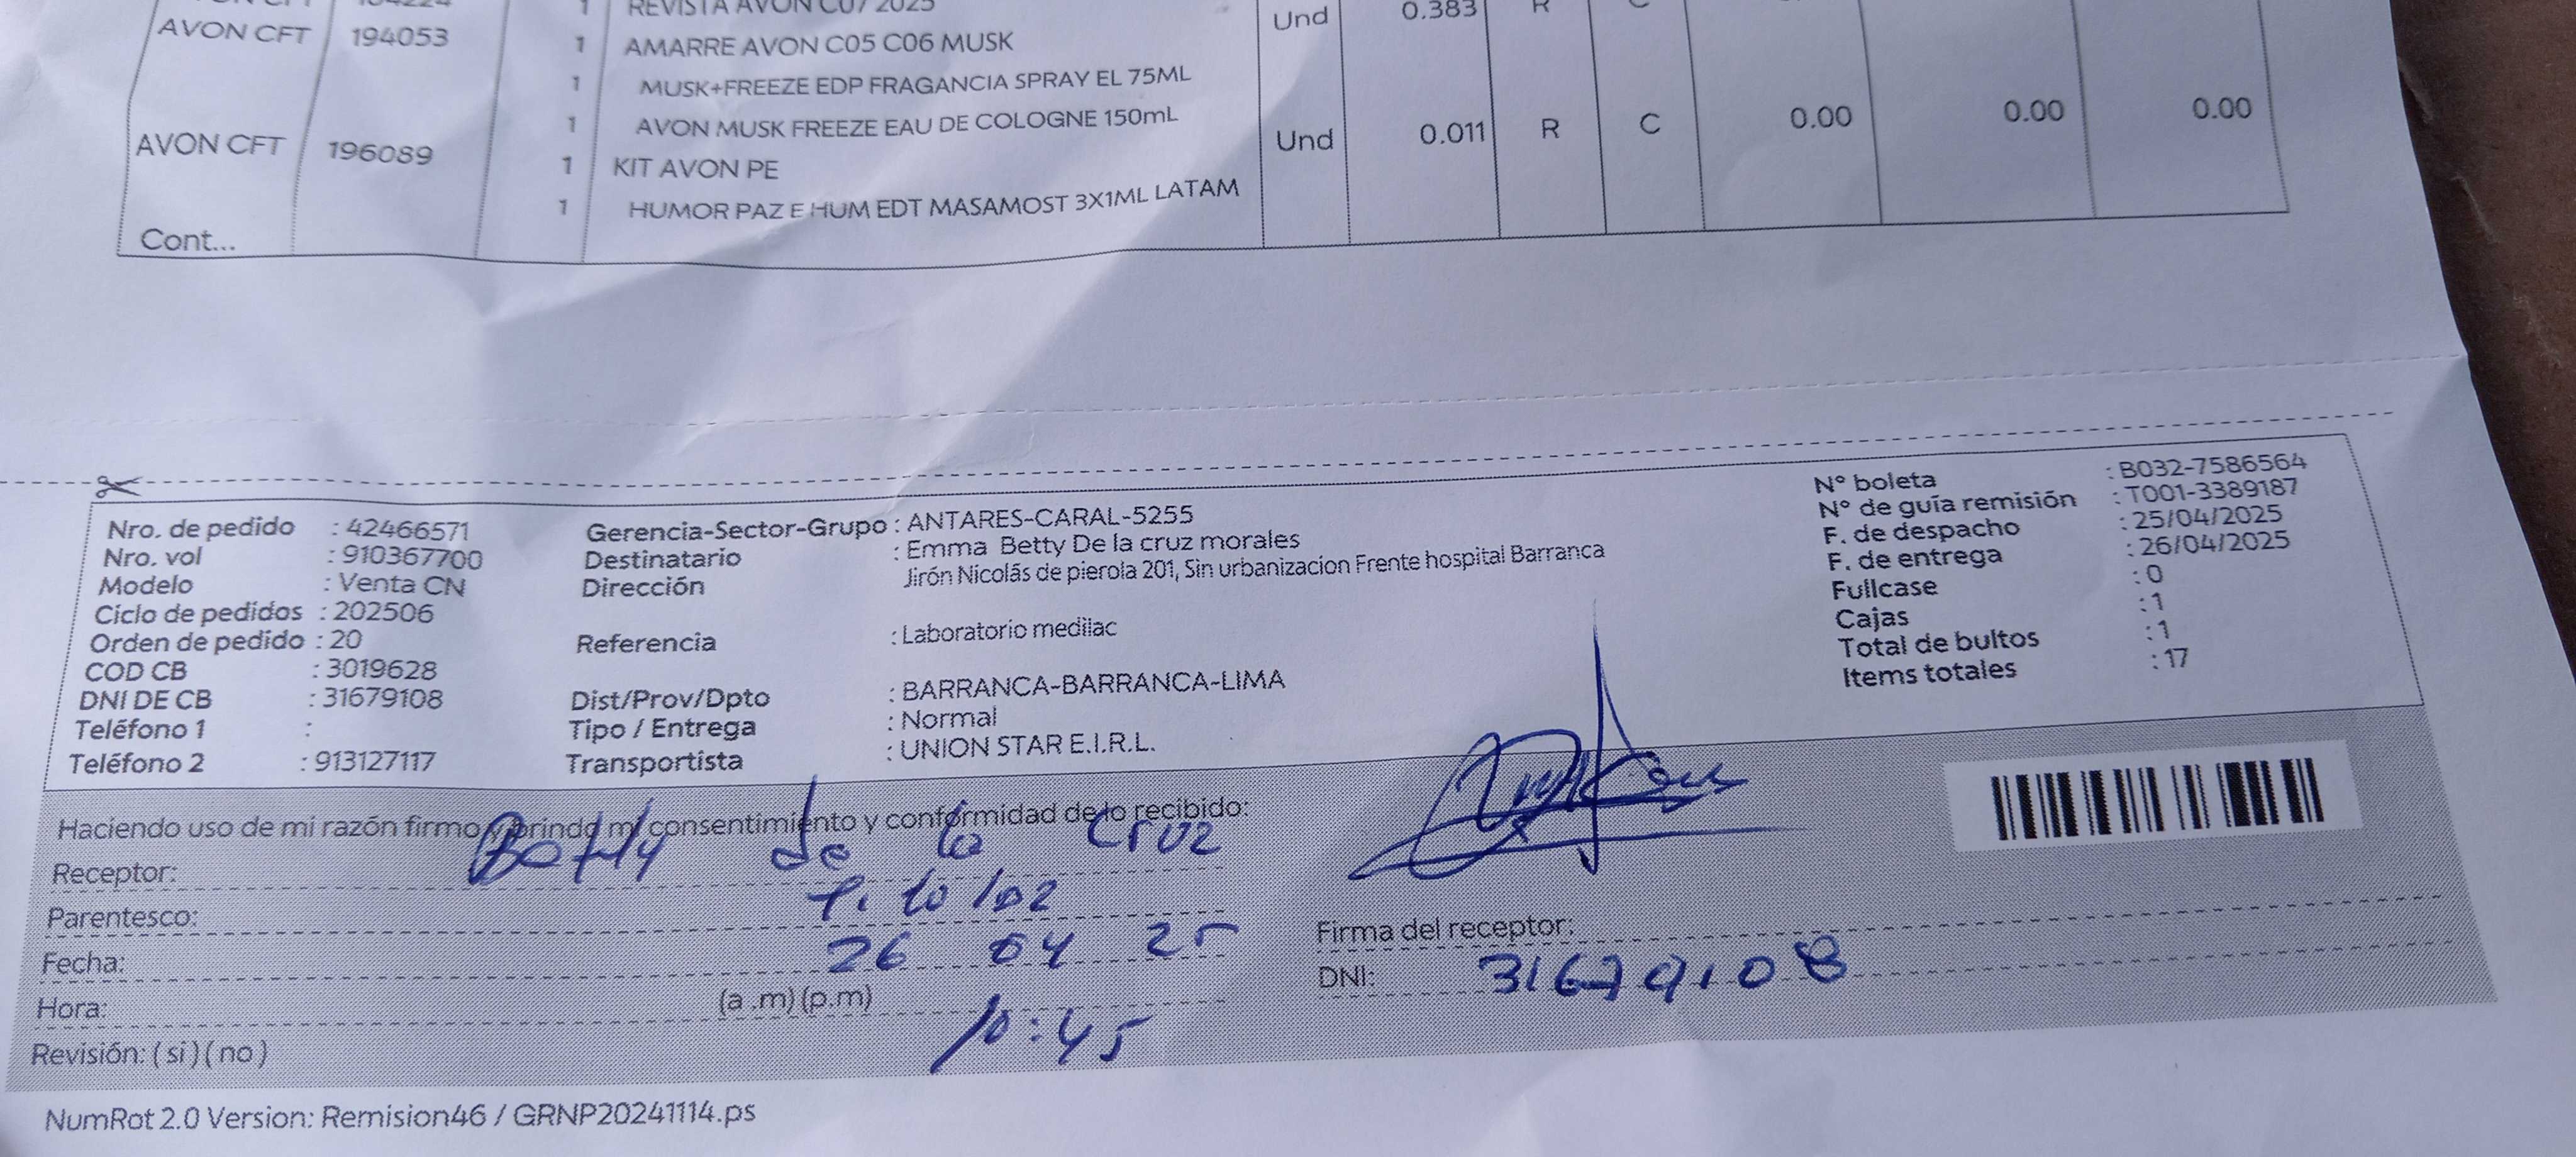 1 REVISTA AVON C07 2025
AVON CFT 194053 1 AMARRE AVON C05 C06 MUSK Und 0.383 R
1 MUSK+FREEZE EDP FRAGANCIA SPRAY EL 75ML
1 AVON MUSK FREEZE EAU DE COLOGNE 150mL
AVON CFT 196089 1 KIT AVON PE Und 0.011 R C 0.00 0.00 0.00
1 HUMOR PAZ E HUM EDT MASAMOST 3X1ML LATAM
Cont...
Nro. de pedido : 42466571
Nro. vol : 910367700
Modelo : Venta CN
Ciclo de pedidos : 202506
Orden de pedido : 20
COD CB : 3019628
DNI DE CB : 31679108
Teléfono 1 :
Teléfono 2 : 913127117
Gerencia-Sector-Grupo : ANTARES-CARAL-5255
Destinatario : Emma Betty De la cruz morales
Dirección Jirón Nicolás de pierola 201, Sin urbanizacion Frente hospital Barranca
Referencia : Laboratorio medilac
Dist/Prov/Dpto : BARRANCA-BARRANCA-LIMA
Tipo / Entrega : Normal
Transportista : UNION STAR E.I.R.L.
N° boleta : B032-7586564
N° de guía remisión : T001-3389187
F. de despacho : 25/04/2025
F. de entrega : 26/04/2025
Fullcase : 0
Cajas : 1
Total de bultos : 1
Items totales : 17
Haciendo uso de mi razón firmo y brindo mi consentimiento y conformidad de lo recibido:
Receptor: Betty de la Cruz
Parentesco:
Fecha: 26 04 25
Hora: (a .m) (p.m) 10:45
Revisión: ( si ) ( no )
Firma del receptor:
DNI: 31679108
NumRot 2.0 Version: Remision46 / GRNP20241114.ps